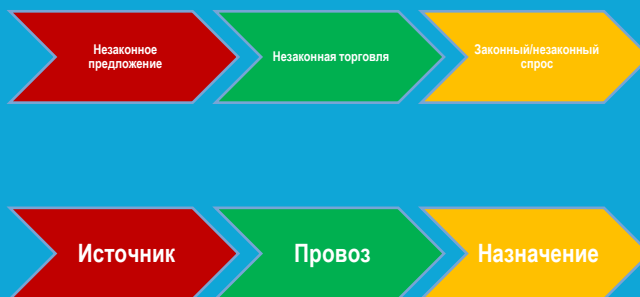 Незаконное
предложение
Незаконная торговля
Законный/незаконный
спрос
Источник
Провоз
Назначение